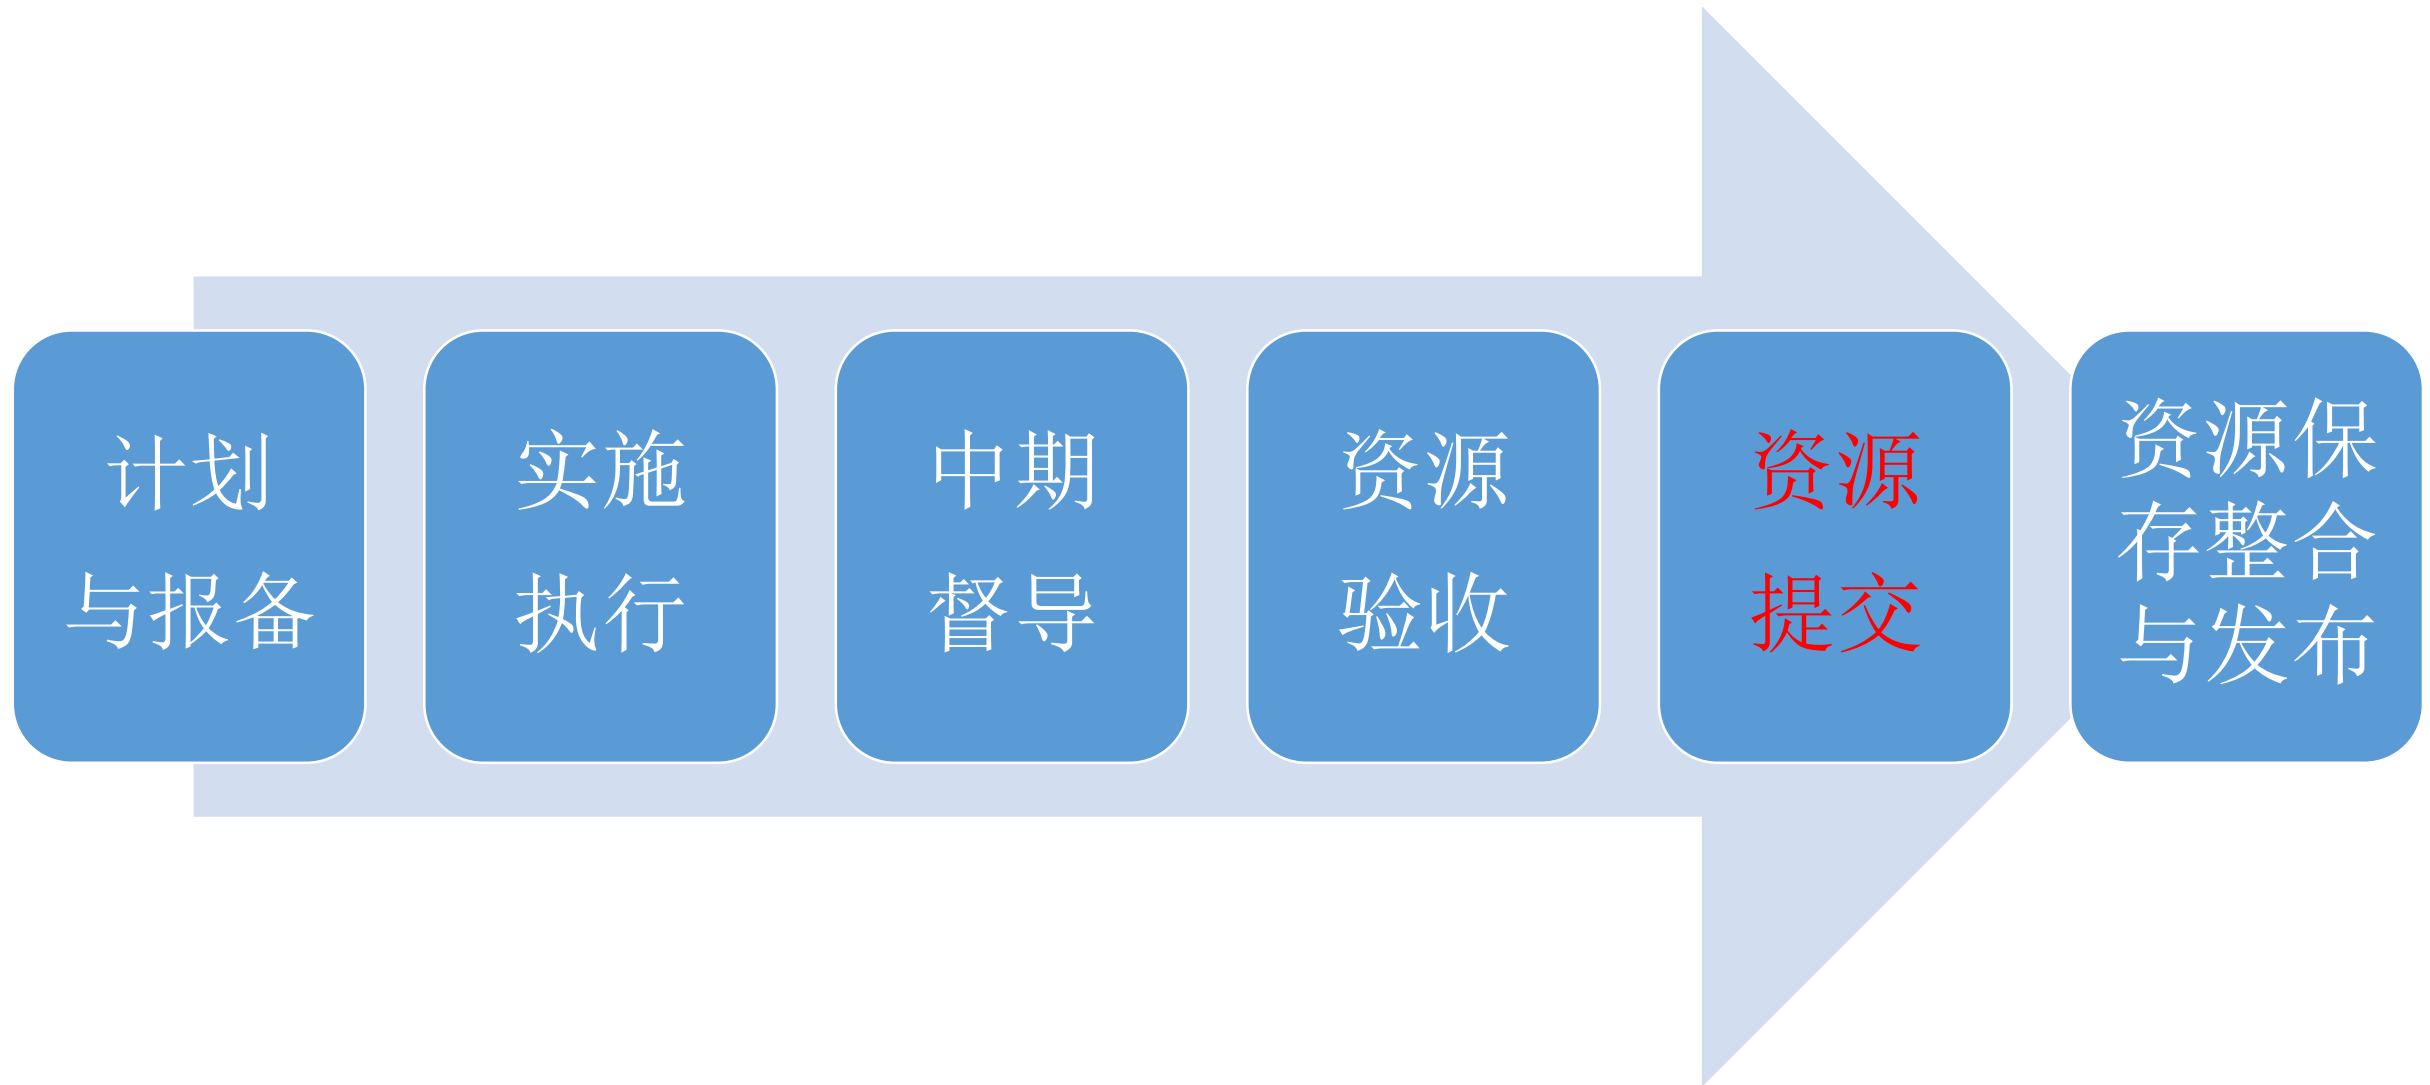 计划
与报备
实施
执行
中期
督导
资源
验收
资源
提交
资源保
存整合
与发布